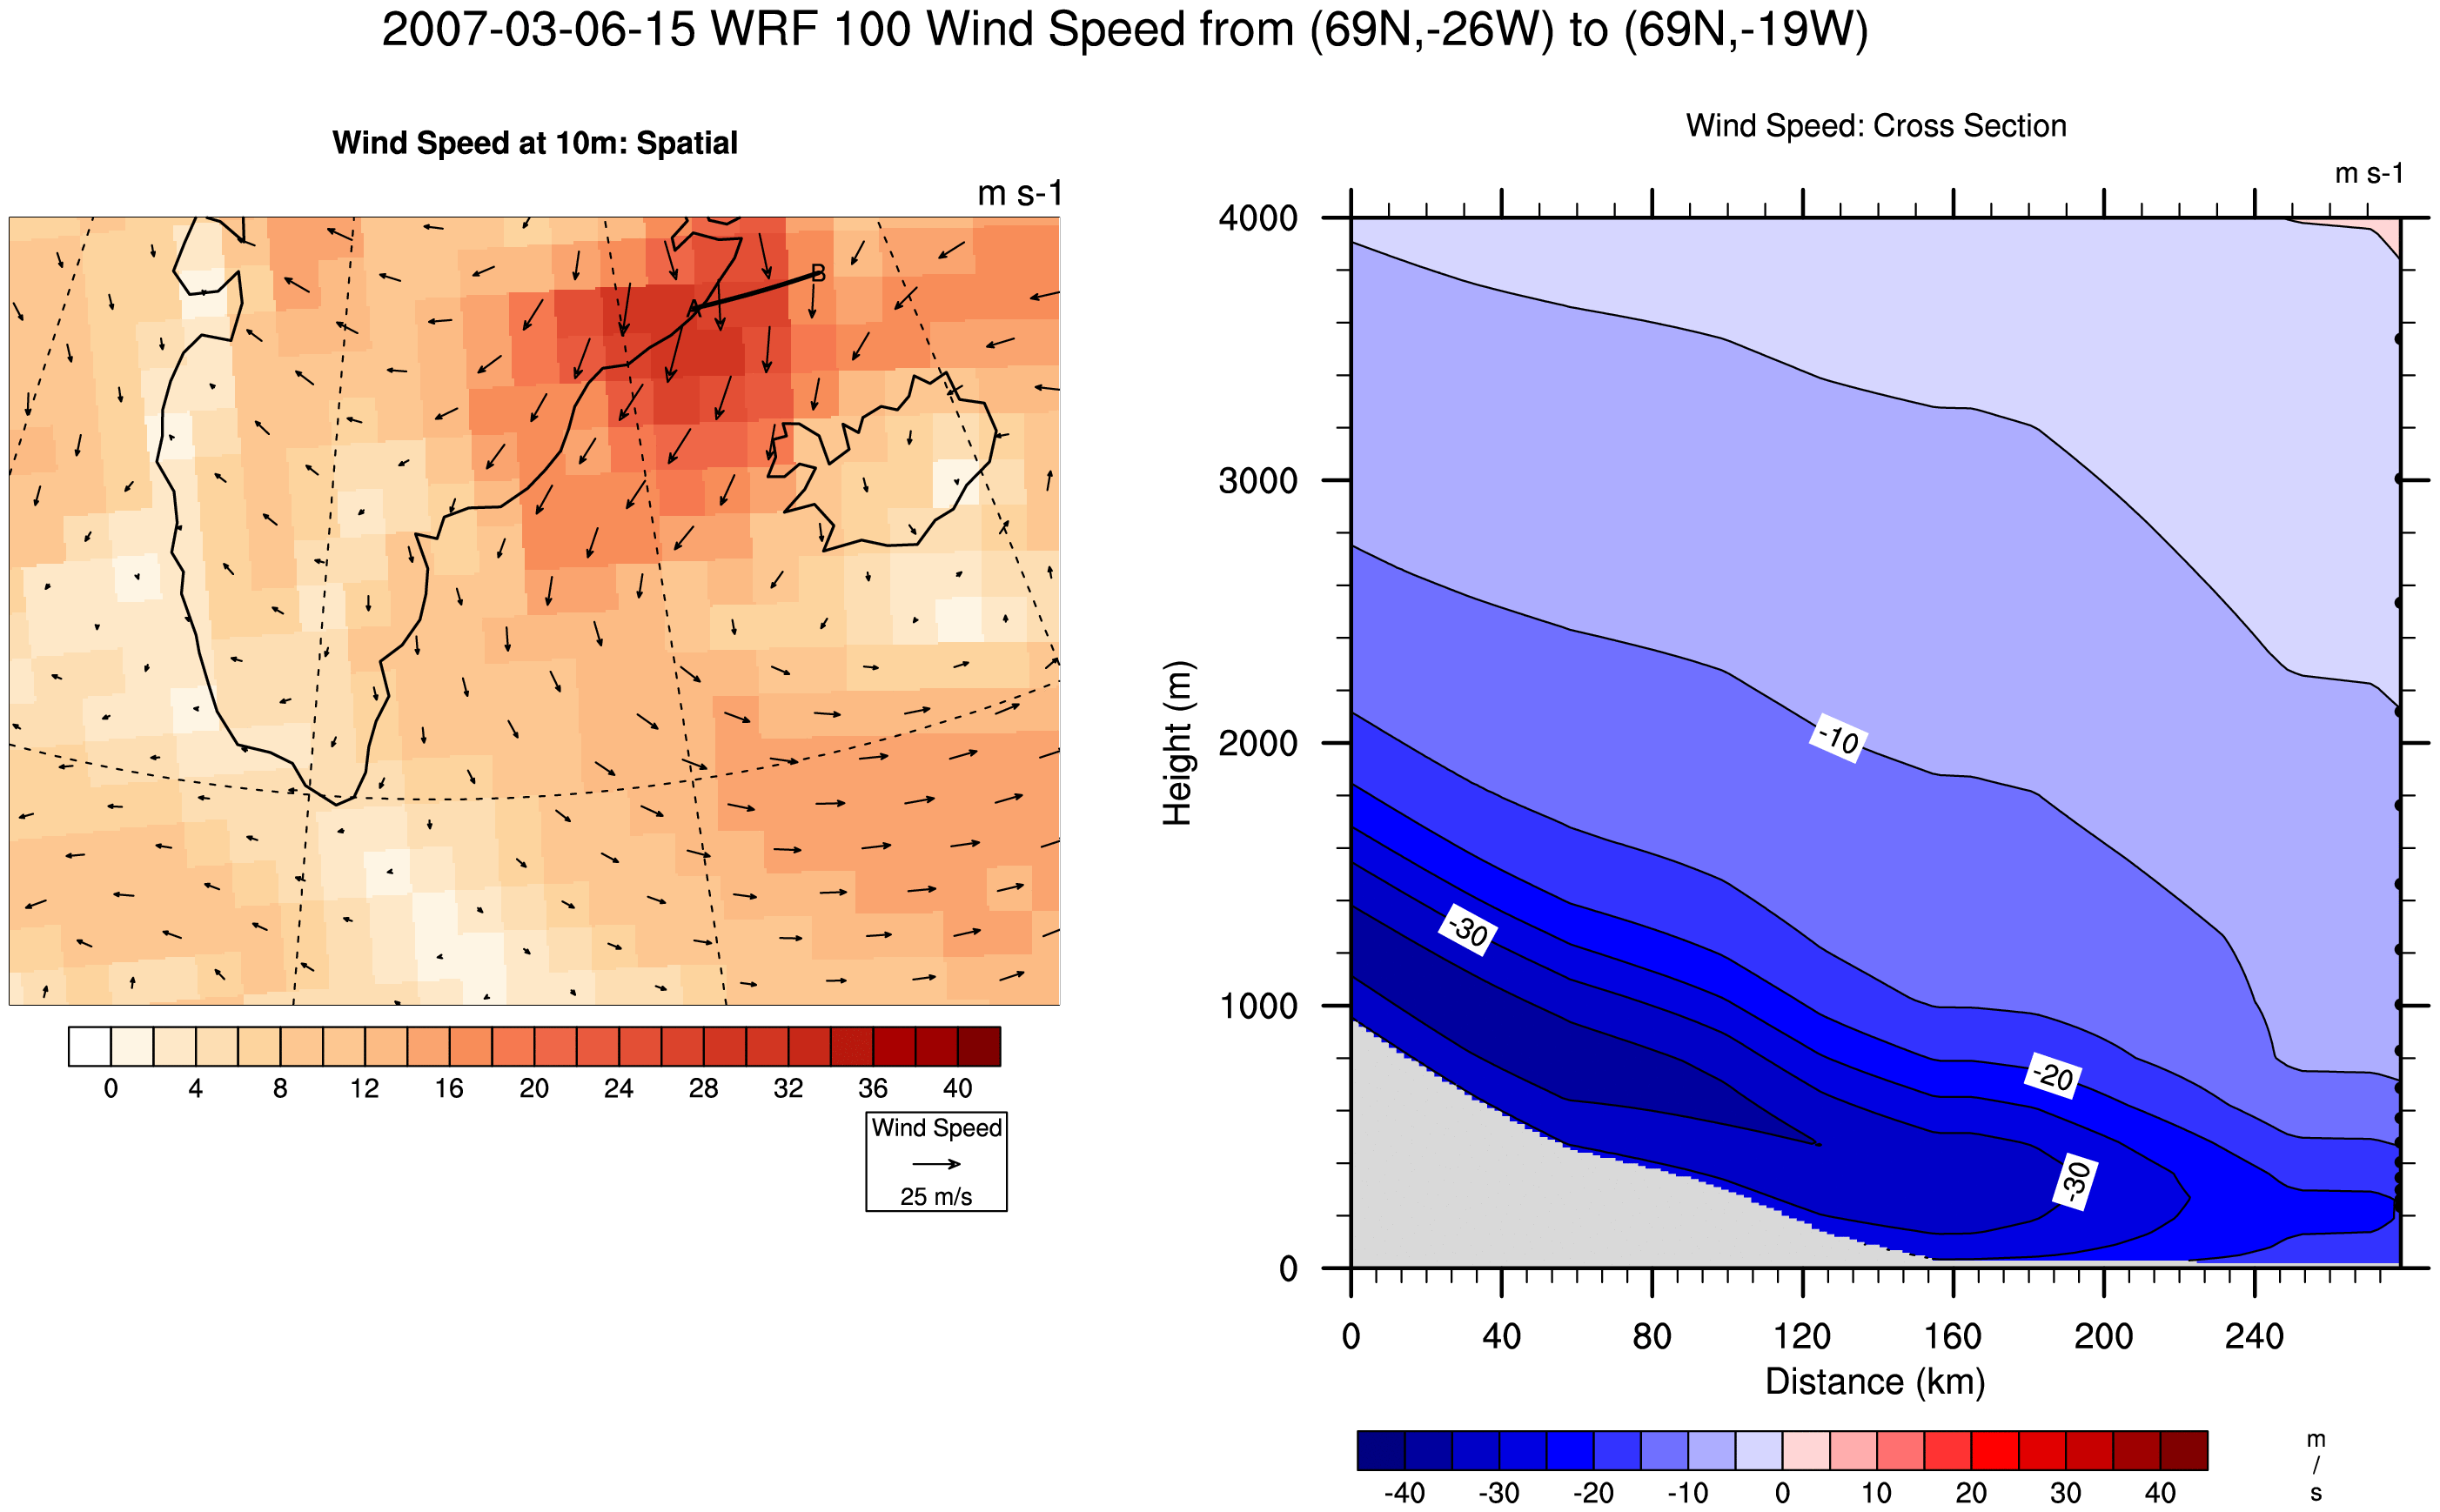 2007-03-06-15 WRF 100 Wind Speed from (69N,-26W) to (69N,-19W)
Wind Speed at 10m: Spatial
m s-1
A
B
0 4 8 12 16 20 24 28 32 36 40
Wind Speed
25 m/s
Wind Speed: Cross Section
m s-1
4000
3000
2000
1000
0
Height (m)
-10
-30
-20
-30
0 40 80 120 160 200 240
Distance (km)
-40 -30 -20 -10 0 10 20 30 40
m
/
s